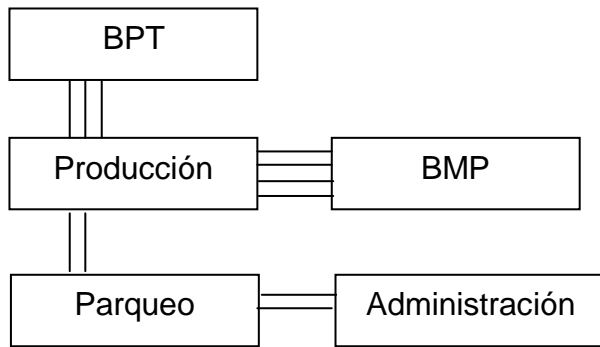 BPT
Producción
BMP
Parqueo
Administración